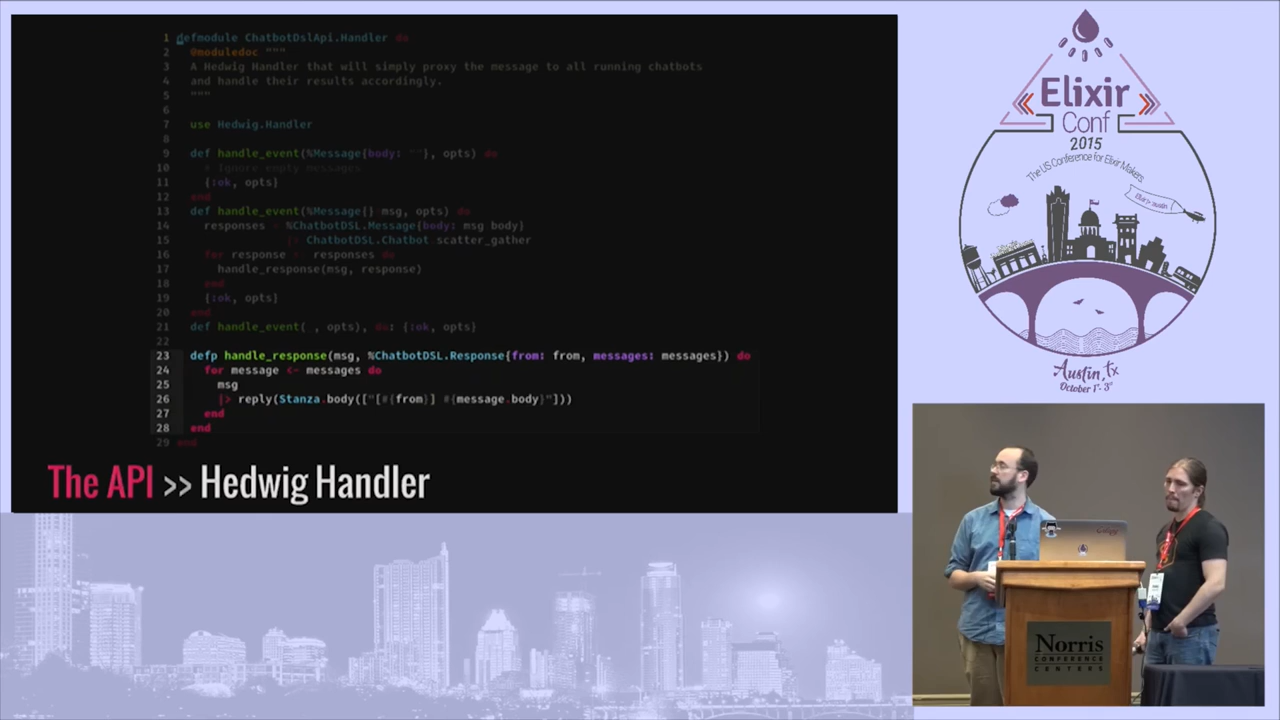 1 defmodule ChatbotDslApi.Handler do
2 @moduledoc """
3 A Hedwig Handler that will simply proxy the message to all running chatbots
4 and handle their results accordingly.
5 """
6
7 use Hedwig.Handler
8
9 def handle_event(%Message{body: ""}, opts) do
10 # Ignore empty messages
11 {:ok, opts}
12 end
13 def handle_event(%Message{} msg, opts) do
14 responses = %ChatbotDSL.Message{body: msg body}
15 |> ChatbotDSL.Chatbot scatter_gather
16 for response <- responses do
17 handle_response(msg, response)
18 end
19 {:ok, opts}
20 end
21 def handle_event(_, opts), do: {:ok, opts}
22
23 defp handle_response(msg, %ChatbotDSL.Response{from: from, messages: messages}) do
24 for message <- messages do
25 msg
26 |> reply(Stanza.body(["[#{from}] #{message.body}"]))
27 end
28 end
29 end
The API >> Hedwig Handler
Elixir
Conf
2015
The US Conference for Elixir Makers
Austin, TX
October 1st- 3rd
Norris
CONFERENCE
CENTERS